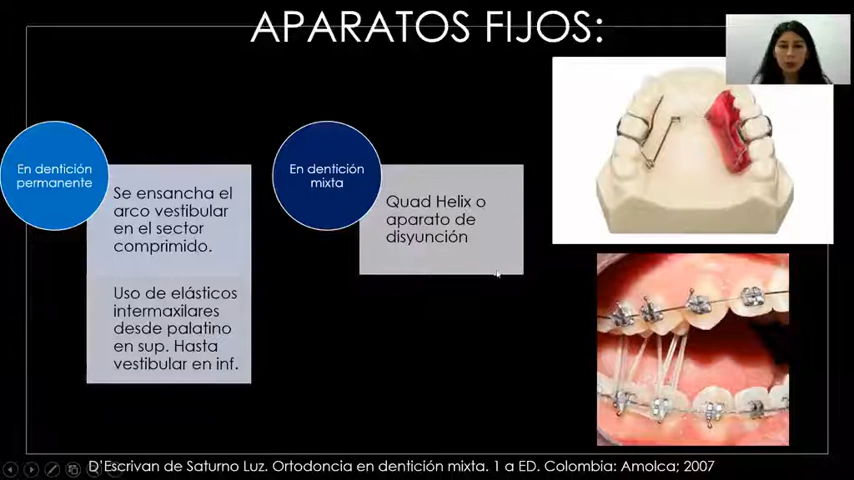 APARATOS FIJOS:
En dentición
permanente
Se ensancha el
arco vestibular
en el sector
comprimido.
Uso de elásticos
intermaxilares
desde palatino
en sup. Hasta
vestibular en inf.
En dentición
mixta
Quad Helix o
aparato de
disyunción
D'Escrivan de Saturno Luz. Ortodoncia en dentición mixta. 1 a ED. Colombia: Amolca; 2007